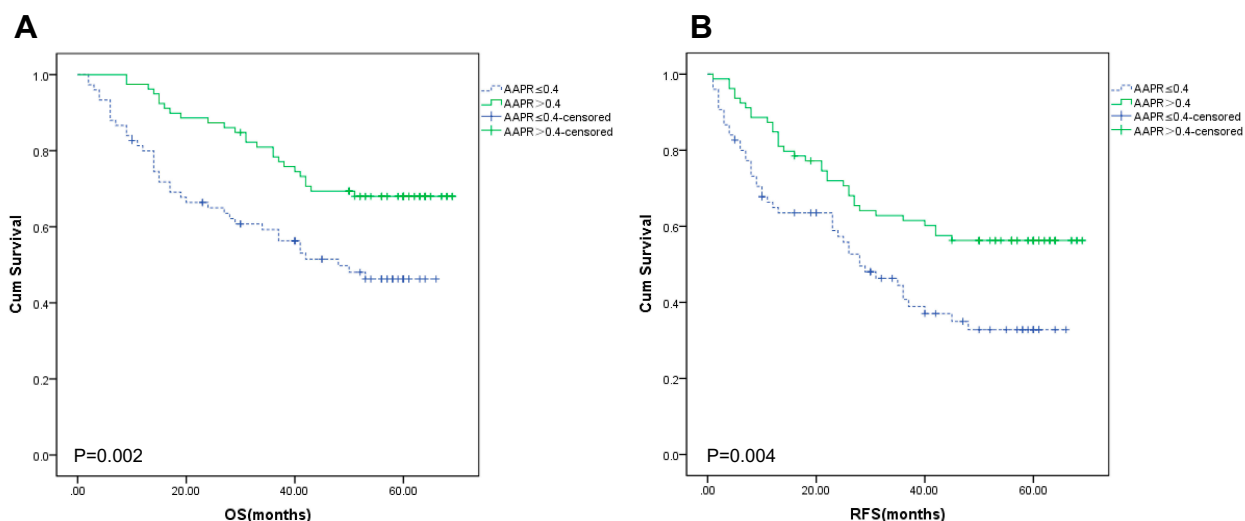 A
1.0
0.8
0.6
0.4
0.2
0.0
Cum Survival
P=0.002
.00
20.00
40.00
60.00
OS(months)
AAPR≤0.4
AAPR>0.4
AAPR≤0.4-censored
AAPR>0.4-censored
B
1.0
0.8
0.6
0.4
0.2
0.0
Cum Survival
P=0.004
.00
20.00
40.00
60.00
RFS(months)
AAPR≤0.4
AAPR>0.4
AAPR≤0.4-censored
AAPR>0.4-censored